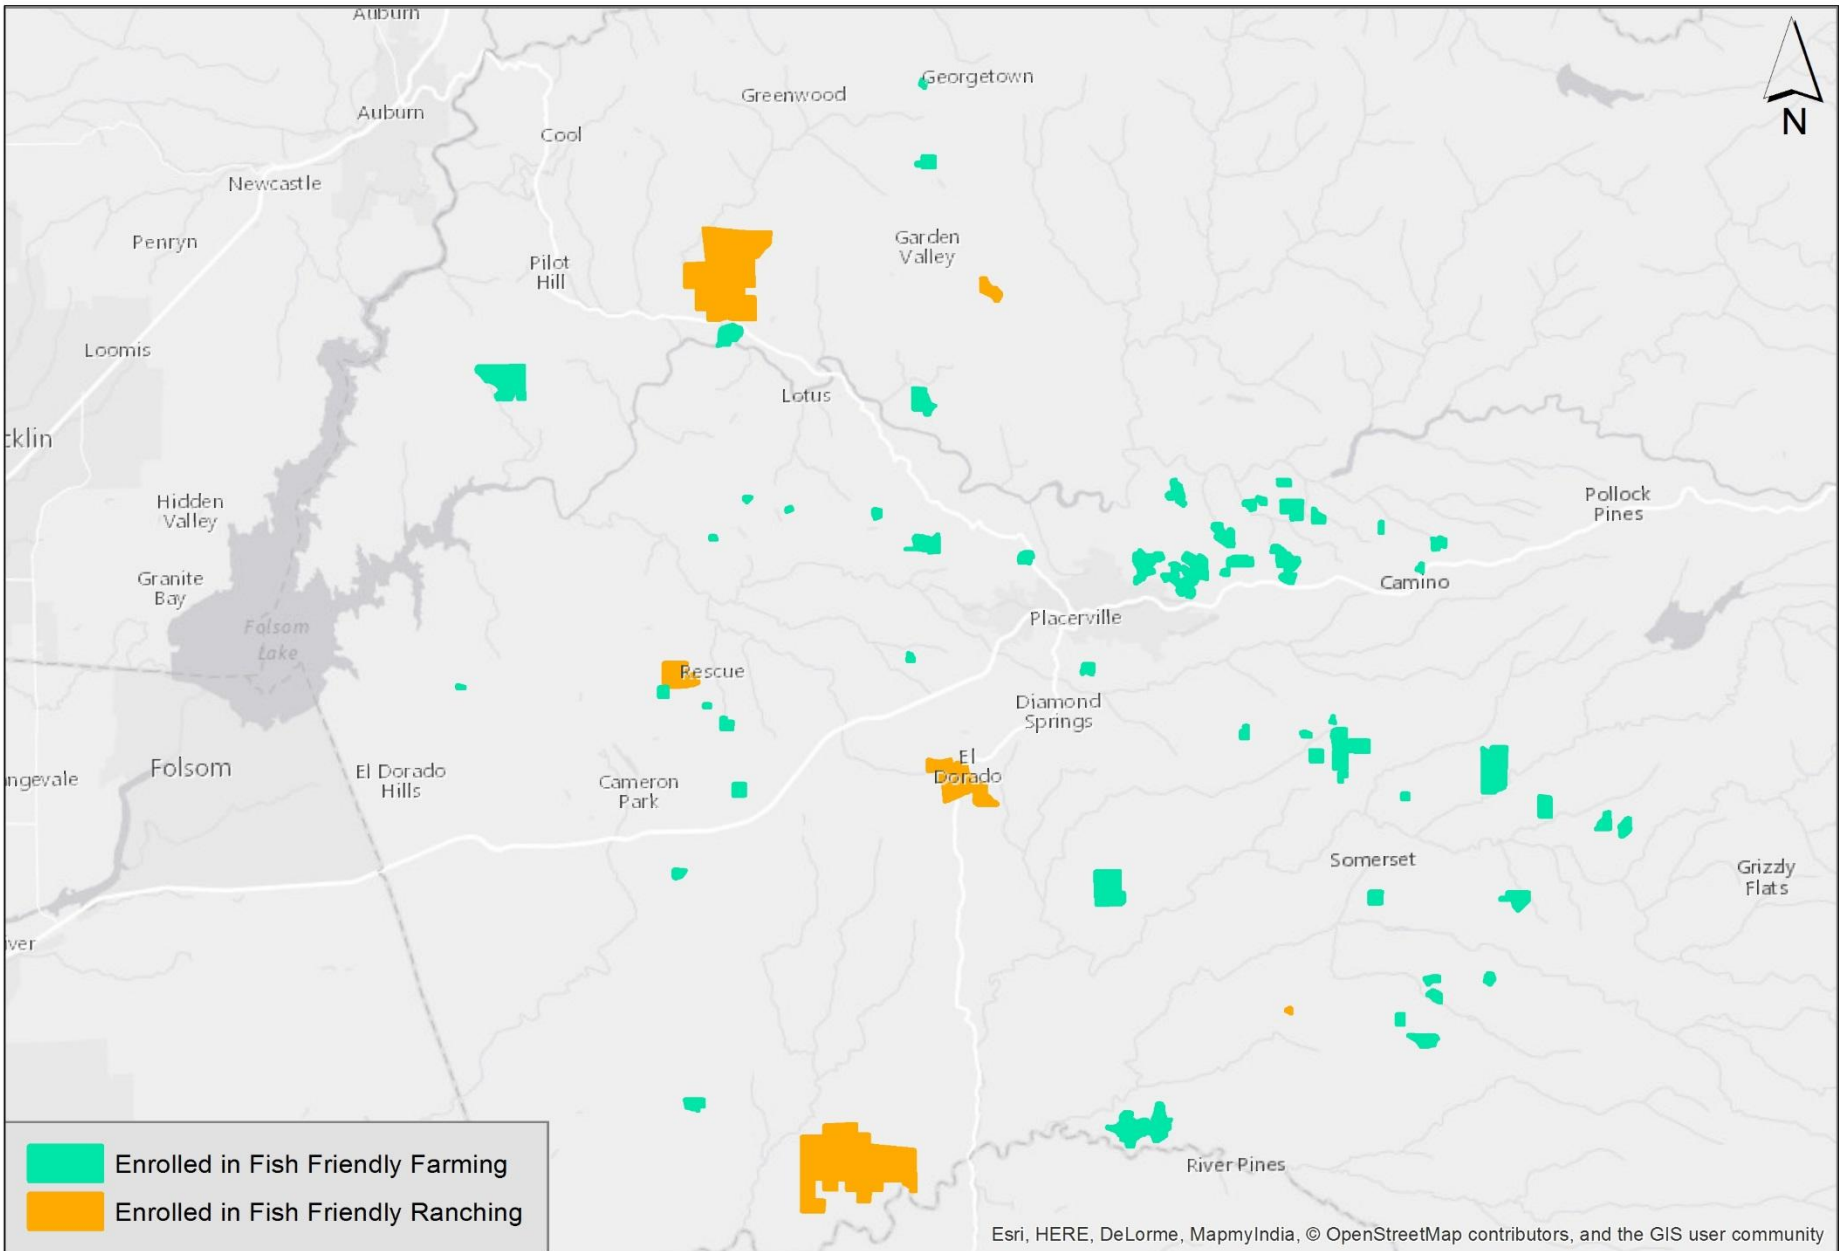 Auburn
Georgetown
Greenwood
Auburn
Cool
N
Newcastle
Penryn
Garden
Valley
Pilot
Hill
Loomis
Lotus
cklin
Hidden
Valley
Pollock
Pines
Granite
Bay
Camino
Placerville
Folsom
Lake
Rescue
Diamond
Springs
Folsom
El Dorado
Hills
ngevale
Cameron
Park
El
Dorado
Somerset
Grizzly
Flats
iver
Enrolled in Fish Friendly Farming
River Pines
Enrolled in Fish Friendly Ranching
Esri, HERE, DeLorme, MapmyIndia, © OpenStreetMap contributors, and the GIS user community